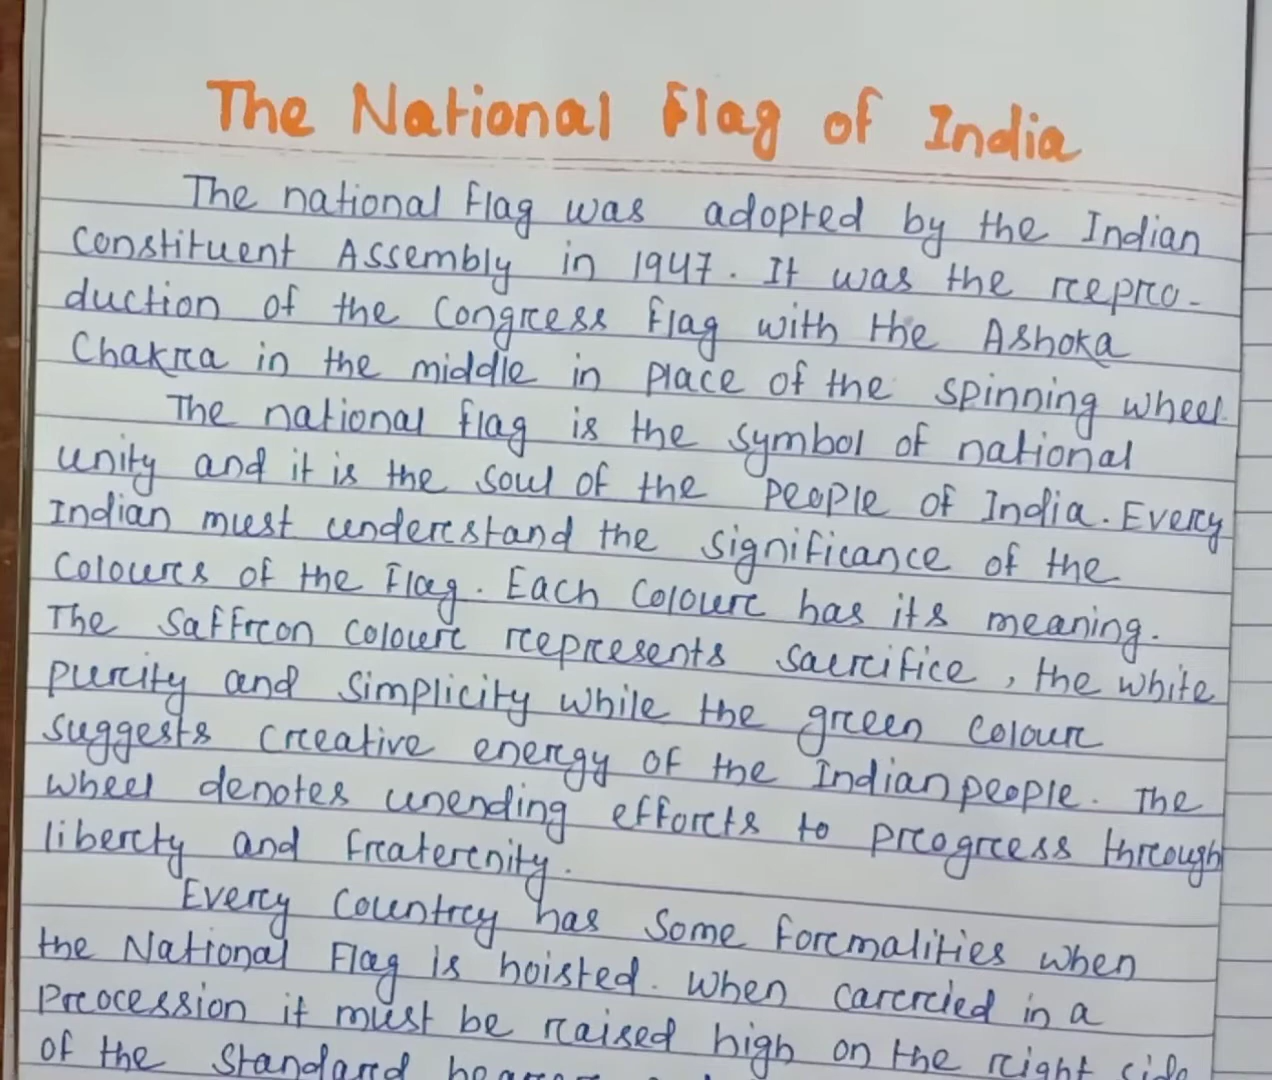 The National Flag of India
The national flag was adopted by the Indian
Constituent Assembly in 1947. It was the repro-
duction of the Congress flag with the Ashoka
Chakra in the middle in place of the spinning wheel.
The national flag is the symbol of national
unity and it is the soul of the people of India. Every
Indian must understand the significance of the
Colours of the Flag. Each Colour has its meaning.
The Saffron colour represents sacrifice, the white
purity and simplicity while the green colour
suggests creative energy of the Indian people. The
wheel denotes unending efforts to progress through
liberty and fraternity.
Every Country has some formalities when
the National Flag is hoisted. When carried in a
Procession it must be raised high on the right side
of the standard bearer